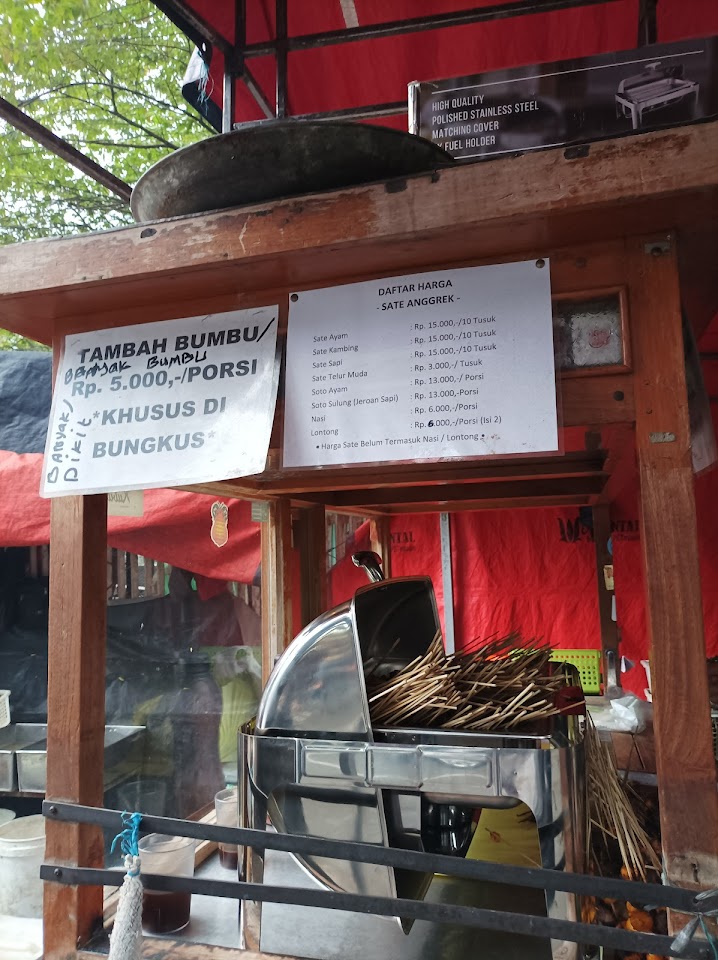 HIGH QUALITY
POLISHED STAINLESS STEEL
MATCHING COVER
FUEL HOLDER
TAMBAH BUMBU/
BANJAK BUMBU
Rp. 5.000,-/PORSI
*KHUSUS DI
BUNGKUS*
BANYAK/
DIKIT
DAFTAR HARGA
- SATE ANGGREK -
Sate Ayam : Rp. 15.000,-/10 Tusuk
Sate Kambing : Rp. 15.000,-/10 Tusuk
Sate Sapi : Rp. 15.000,-/10 Tusuk
Sate Telur Muda : Rp. 3.000,-/ Tusuk
Soto Ayam : Rp. 13.000,-/ Porsi
Soto Sulung (Jeroan Sapi) : Rp. 13.000,-Porsi
Nasi : Rp. 6.000,-/Porsi
Lontong : Rp. 6.000,-/Porsi (Isi 2)
• Harga Sate Belum Termasuk Nasi / Lontong •